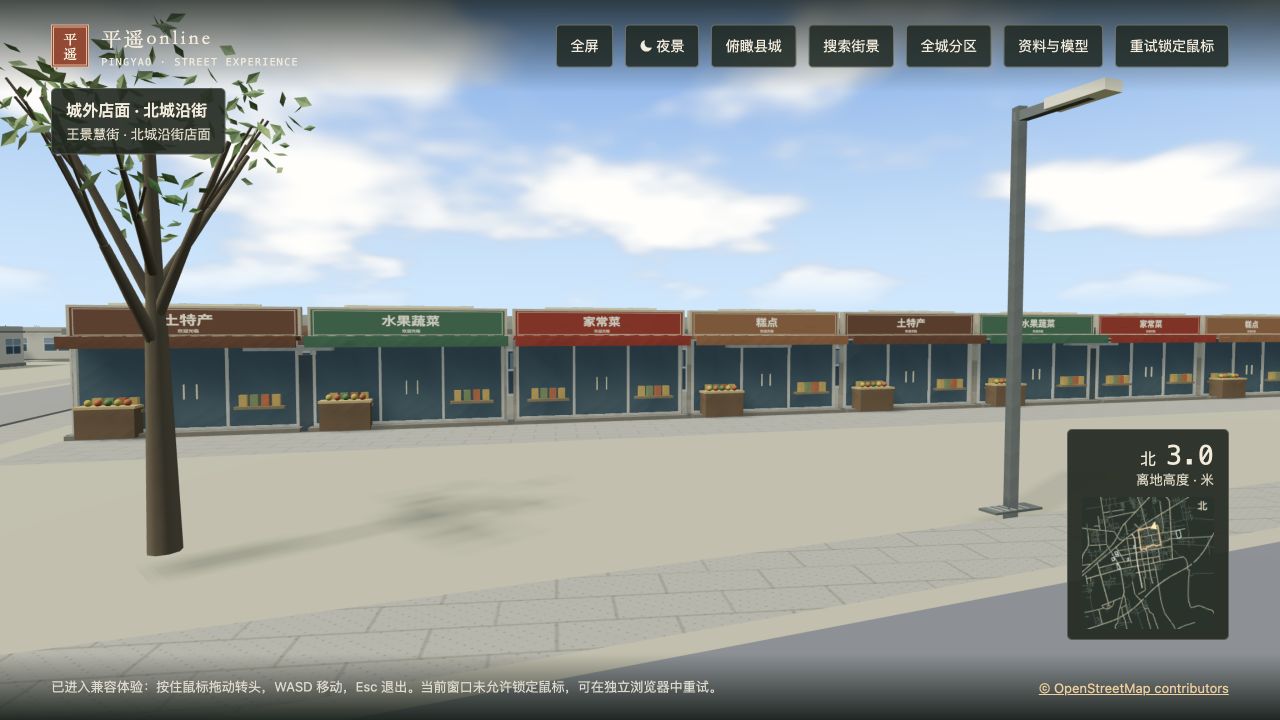 平遥
平遥online
PINGYAO · STREET EXPERIENCE
全屏
夜景
俯瞰县城
搜索街景
全城分区
资料与模型
重试锁定鼠标
城外店面 · 北城沿街
王景慧街 · 北城沿街店面
土特产
水果蔬菜
家常菜
糕点
土特产
水果蔬菜
家常菜
糕点
北 3.0
离地高度 · 米
北
已进入兼容体验：按住鼠标拖动转头，WASD 移动，Esc 退出。当前窗口未允许锁定鼠标，可在独立浏览器中重试。
© OpenStreetMap contributors